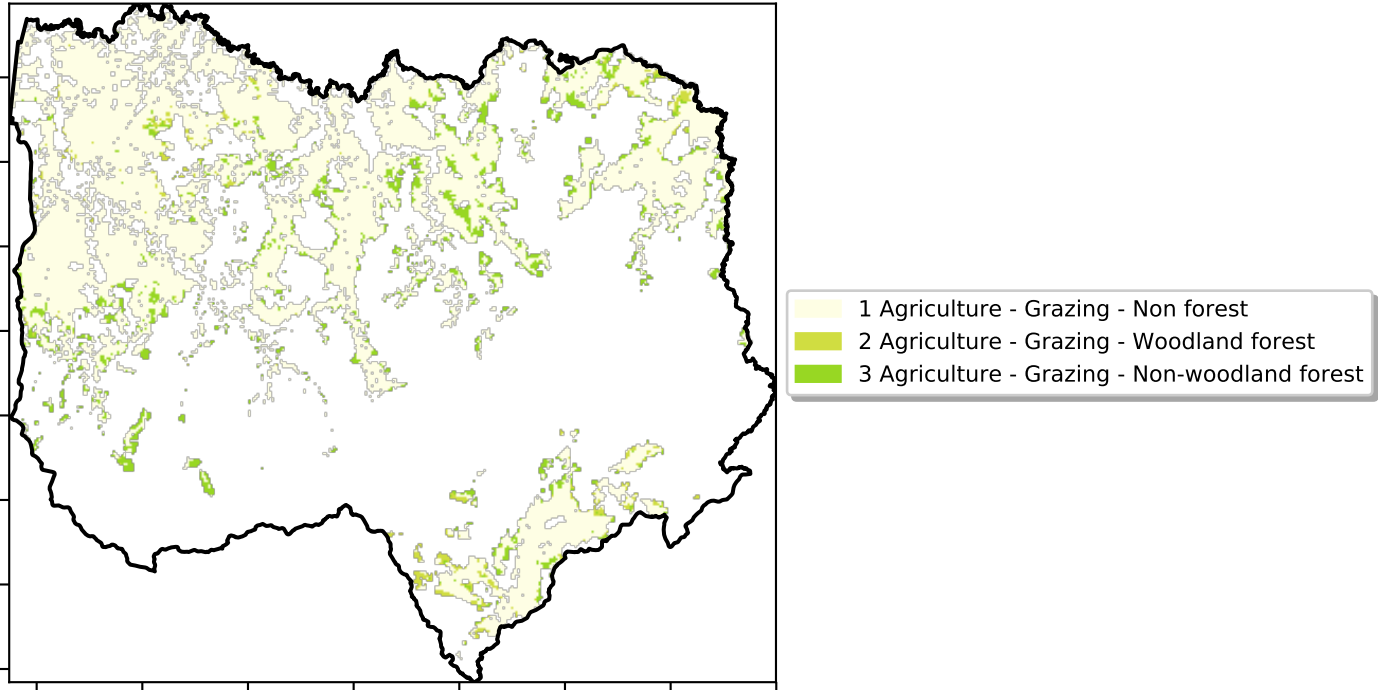 1 Agriculture - Grazing - Non forest
2 Agriculture - Grazing - Woodland forest
3 Agriculture - Grazing - Non-woodland forest